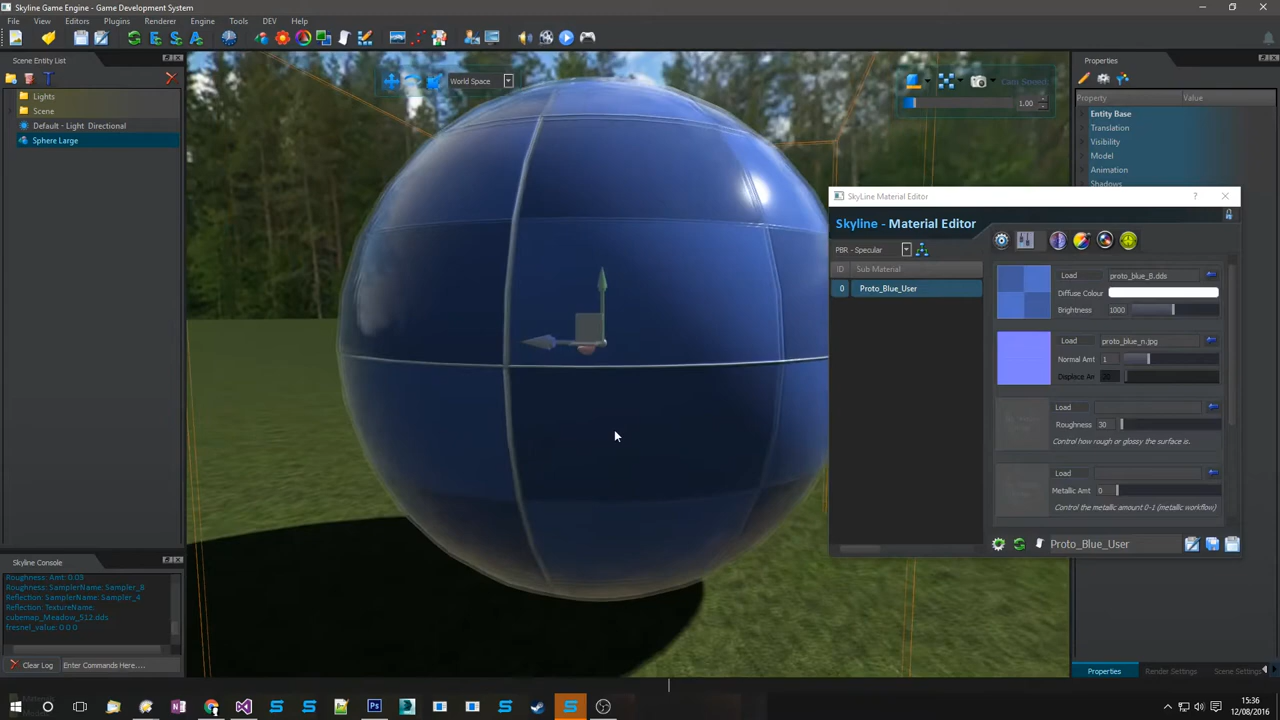 Skyline Game Engine - Game Development System
File View Editors Plugins Renderer Engine Tools DEV Help
Scene Entity List
Lights
Scene
Default - Light Directional
Sphere Large
World Space
Cam Speed:
1.00
Properties
Property Value
Entity Base
Translation
Visibility
Model
Animation
Shadows
SkyLine Material Editor
Skyline - Material Editor
PBR - Specular
ID Sub Material
0 Proto_Blue_User
Load proto_blue_B.dds
Diffuse Colour
Brightness 1000
Load proto_blue_n.jpg
Normal Amt 1
Displace An
Load
Roughness 30
Control how rough or glossy the surface is.
Load
Metallic Amt 0
Control the metallic amount 0-1 (metallic workflow)
Proto_Blue_User
Skyline Console
Roughness: Amt: 0.03
Roughness: SamplerName: Sampler_8
Reflection: SamplerName: Sampler_4
Reflection: TextureName:
cubemap_Meadow_512.dds
fresnel_value: 0 0 0
Clear Log Enter Commands Here....
Properties Render Settings Scene Settings
15:36
12/08/2016